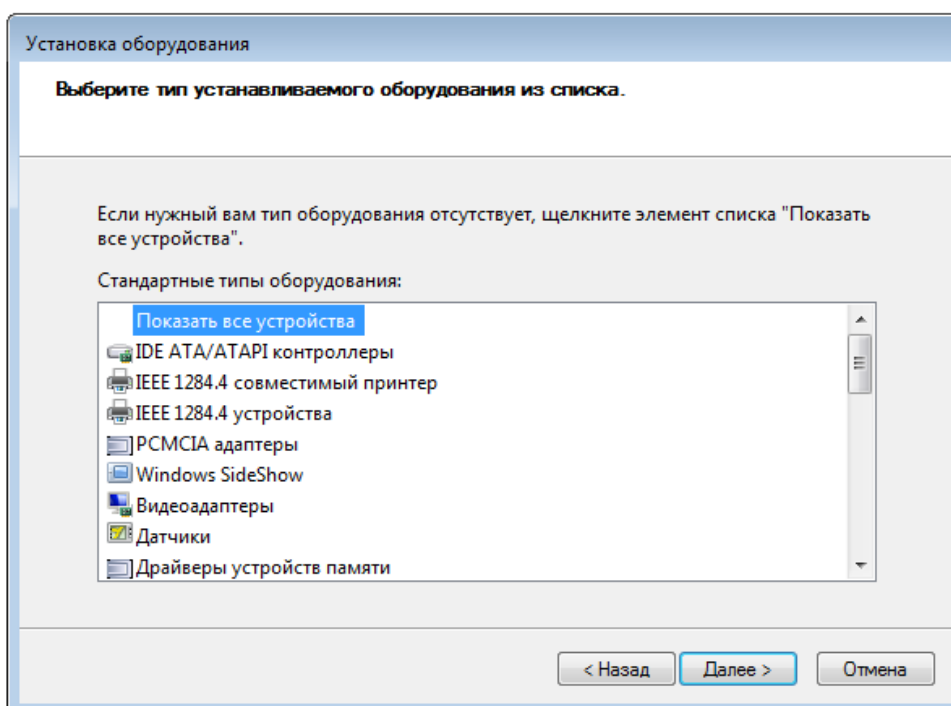 Установка оборудования
Выберите тип устанавливаемого оборудования из списка.
Если нужный вам тип оборудования отсутствует, щелкните элемент списка "Показать
все устройства".
Стандартные типы оборудования:
Показать все устройства
IDE ATA/ATAPI контроллеры
IEEE 1284.4 совместимый принтер
IEEE 1284.4 устройства
PCMCIA адаптеры
Windows SideShow
Видеоадаптеры
Датчики
Драйверы устройств памяти
< Назад
Далее >
Отмена